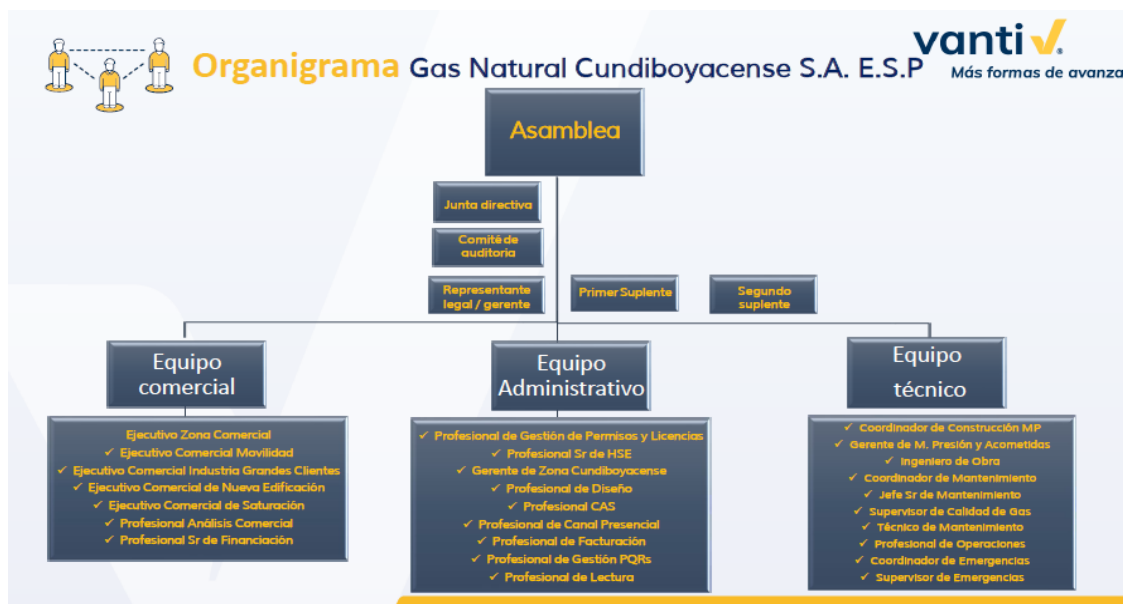 Organigrama Gas Natural Cundiboyacense S.A. E.S.P
vanti
Más formas de avanza
Asamblea
Junta directiva
Comité de
auditoria
Representante
legal / gerente
Primer Suplente
Segundo
suplente
Equipo
comercial
Ejecutivo Zona Comercial
✓ Ejecutivo Comercial Movilidad
✓ Ejecutivo Comercial Industria Grandes Clientes
✓ Ejecutivo Comercial de Nueva Edificación
✓ Ejecutivo Comercial de Saturación
✓ Profesional Análisis Comercial
✓ Profesional Sr de Financiación
Equipo
Administrativo
✓ Profesional de Gestión de Permisos y Licencias
✓ Profesional Sr de HSE
✓ Gerente de Zona Cundiboyacense
✓ Profesional de Diseño
✓ Profesional CAS
✓ Profesional de Canal Presencial
✓ Profesional de Facturación
✓ Profesional de Gestión PQRs
✓ Profesional de Lectura
Equipo
técnico
✓ Coordinador de Construcción MP
✓ Gerente de M. Presión y Acometidas
✓ Ingeniero de Obra
✓ Coordinador de Mantenimiento
✓ Jefe Sr de Mantenimiento
✓ Supervisor de Calidad de Gas
✓ Técnico de Mantenimiento
✓ Profesional de Operaciones
✓ Coordinador de Emergencias
✓ Supervisor de Emergencias